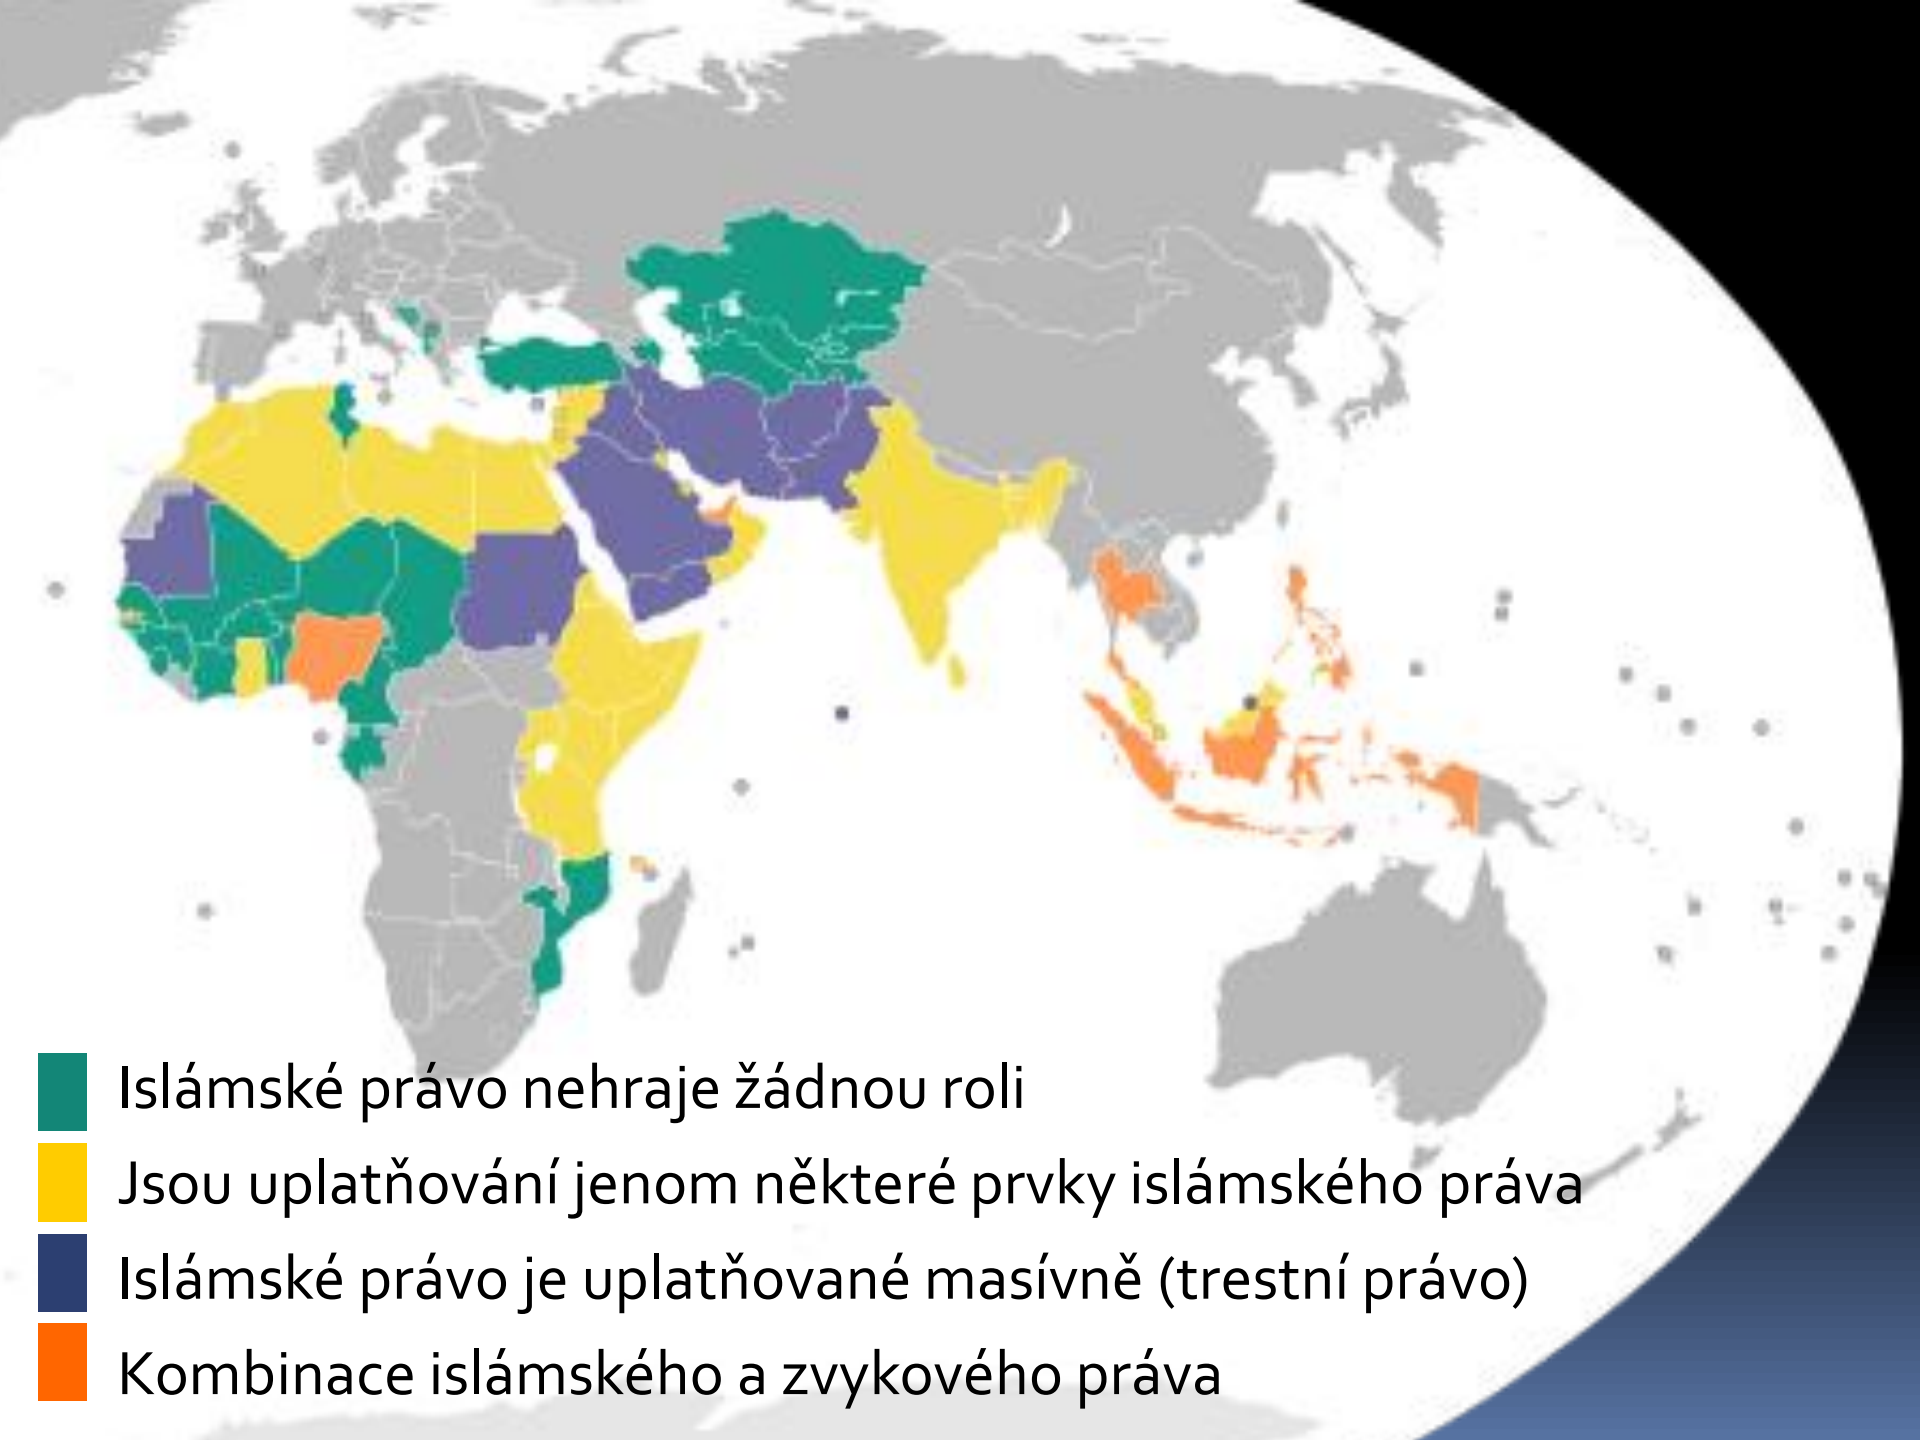 Islámské právo nehraje žádnou roli
Jsou uplatňování jenom některé prvky islámského práva
Islámské právo je uplatňované masívně (trestní právo)
Kombinace islámského a zvykového práva